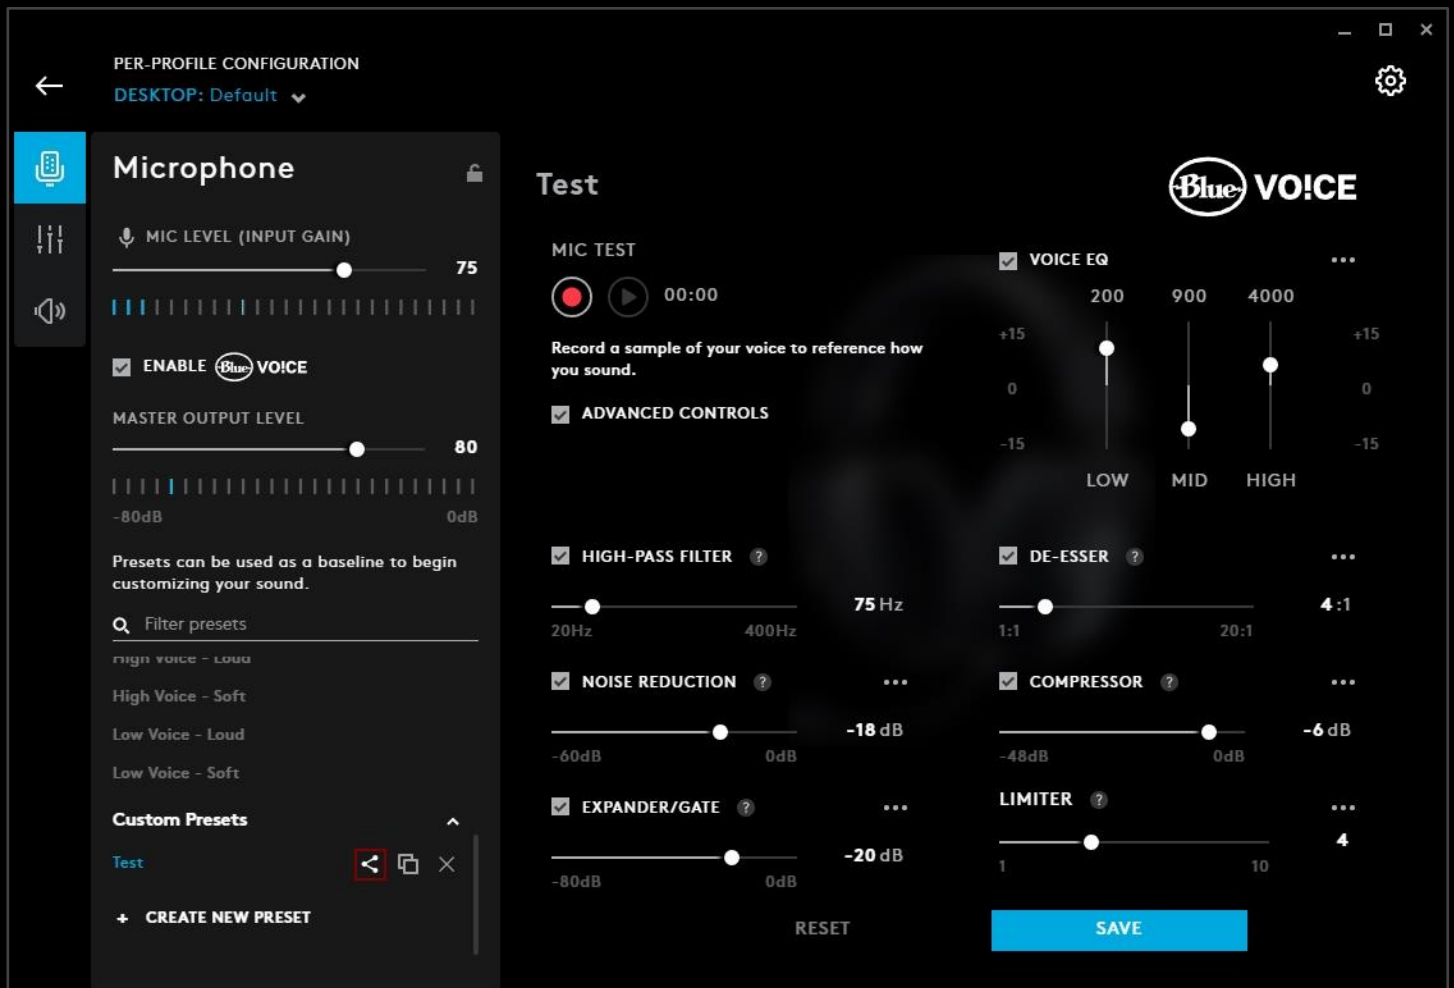 PER-PROFILE CONFIGURATION
DESKTOP: Default
Microphone
MIC LEVEL (INPUT GAIN)
75
ENABLE Blue VO!CE
MASTER OUTPUT LEVEL
80
-80dB 0dB
Presets can be used as a baseline to begin
customizing your sound.
Filter presets
High Voice - Loud
High Voice - Soft
Low Voice - Loud
Low Voice - Soft
Custom Presets
Test
+ CREATE NEW PRESET
Test
Blue VO!CE
MIC TEST
00:00
Record a sample of your voice to reference how
you sound.
ADVANCED CONTROLS
VOICE EQ
200 900 4000
+15 +15
0 0
-15 -15
LOW MID HIGH
HIGH-PASS FILTER ?
75 Hz
20Hz 400Hz
DE-ESSER ?
4 :1
1:1 20:1
NOISE REDUCTION ?
-18 dB
-60dB 0dB
COMPRESSOR ?
-6 dB
-48dB 0dB
EXPANDER/GATE ?
-20 dB
-80dB 0dB
LIMITER ?
4
1 10
RESET
SAVE